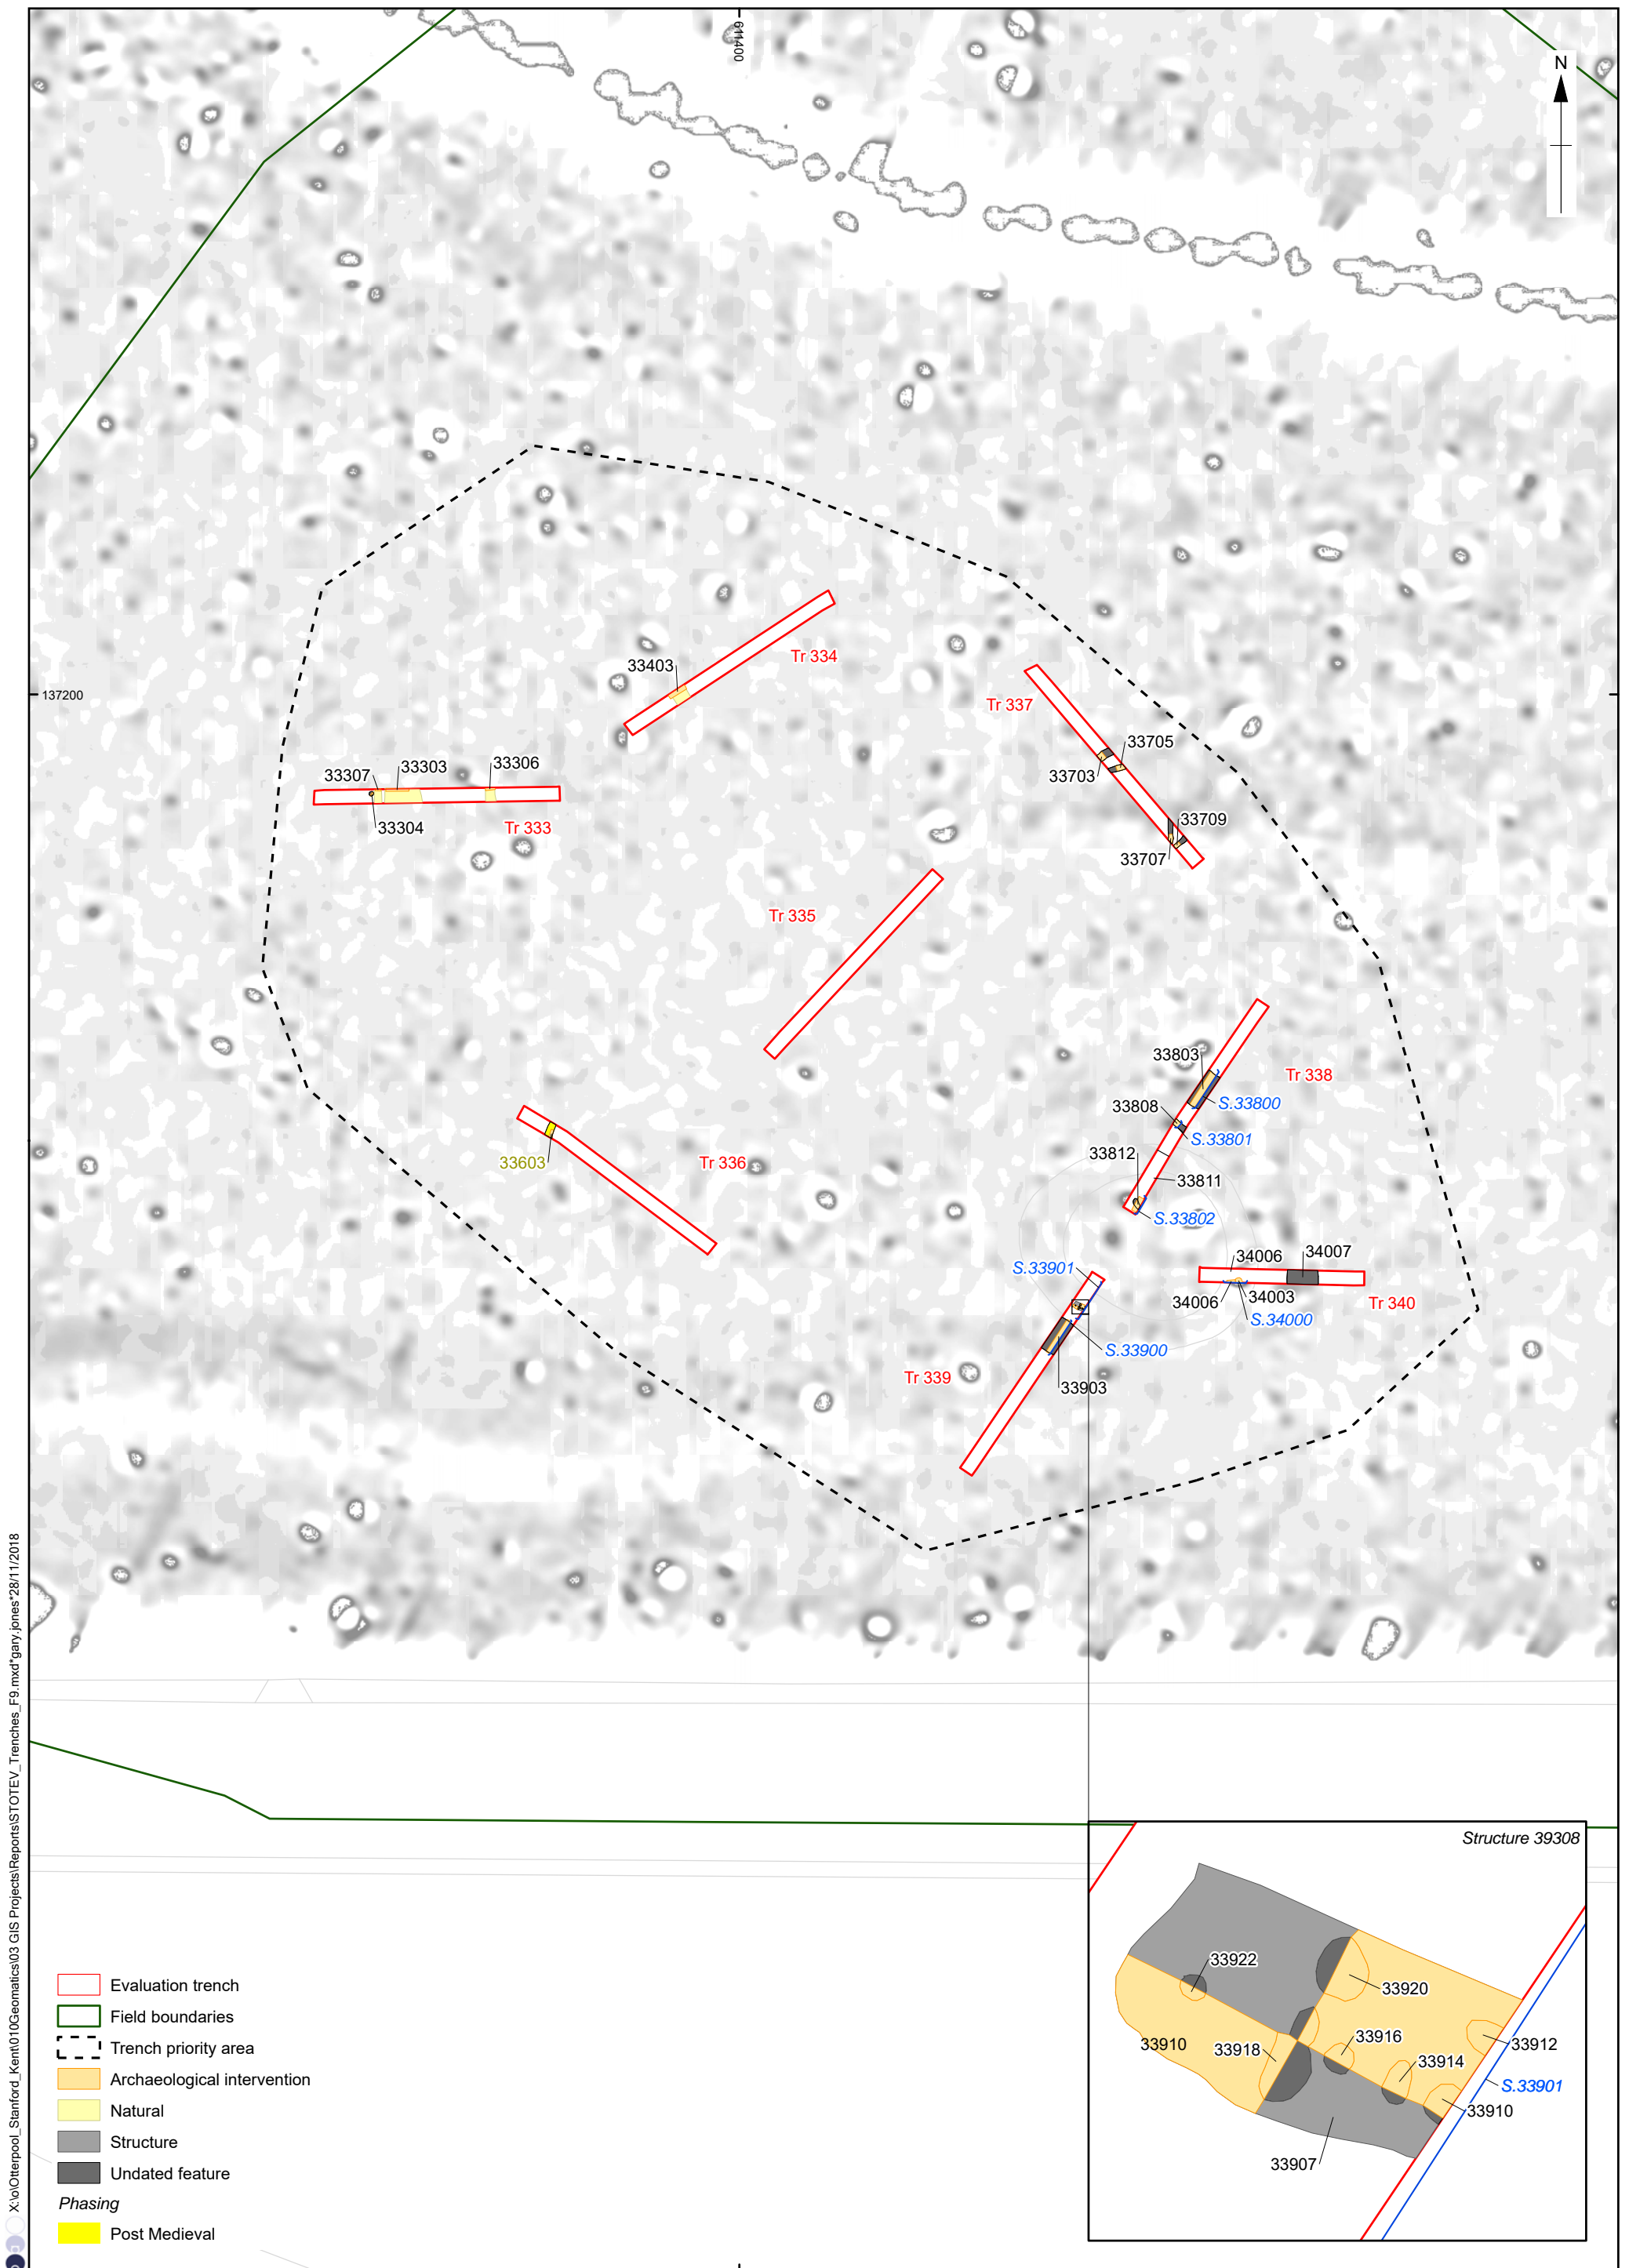 611400
N
137200
33403
Tr 334
Tr 337
33705
33703
33307
33303
33306
33304
Tr 333
33709
33707
Tr 335
33803
Tr 338
S.33800
33808
S.33801
33812
33811
S.33802
33603
Tr 336
S.33901
34006
34007
34006
34003
S.34000
Tr 340
S.33900
Tr 339
33903
Structure 39308
33922
33920
33910
33918
33916
33912
33914
S.33901
33910
33907
Evaluation trench
Field boundaries
Trench priority area
Archaeological intervention
Natural
Structure
Undated feature
Phasing
Post Medieval
X:\o\Otterpool_Stanford_Kent\010Geomatics\03 GIS Projects\Reports\STOTEV_Trenches_F9.mxd*gary.jones*28/11/2018